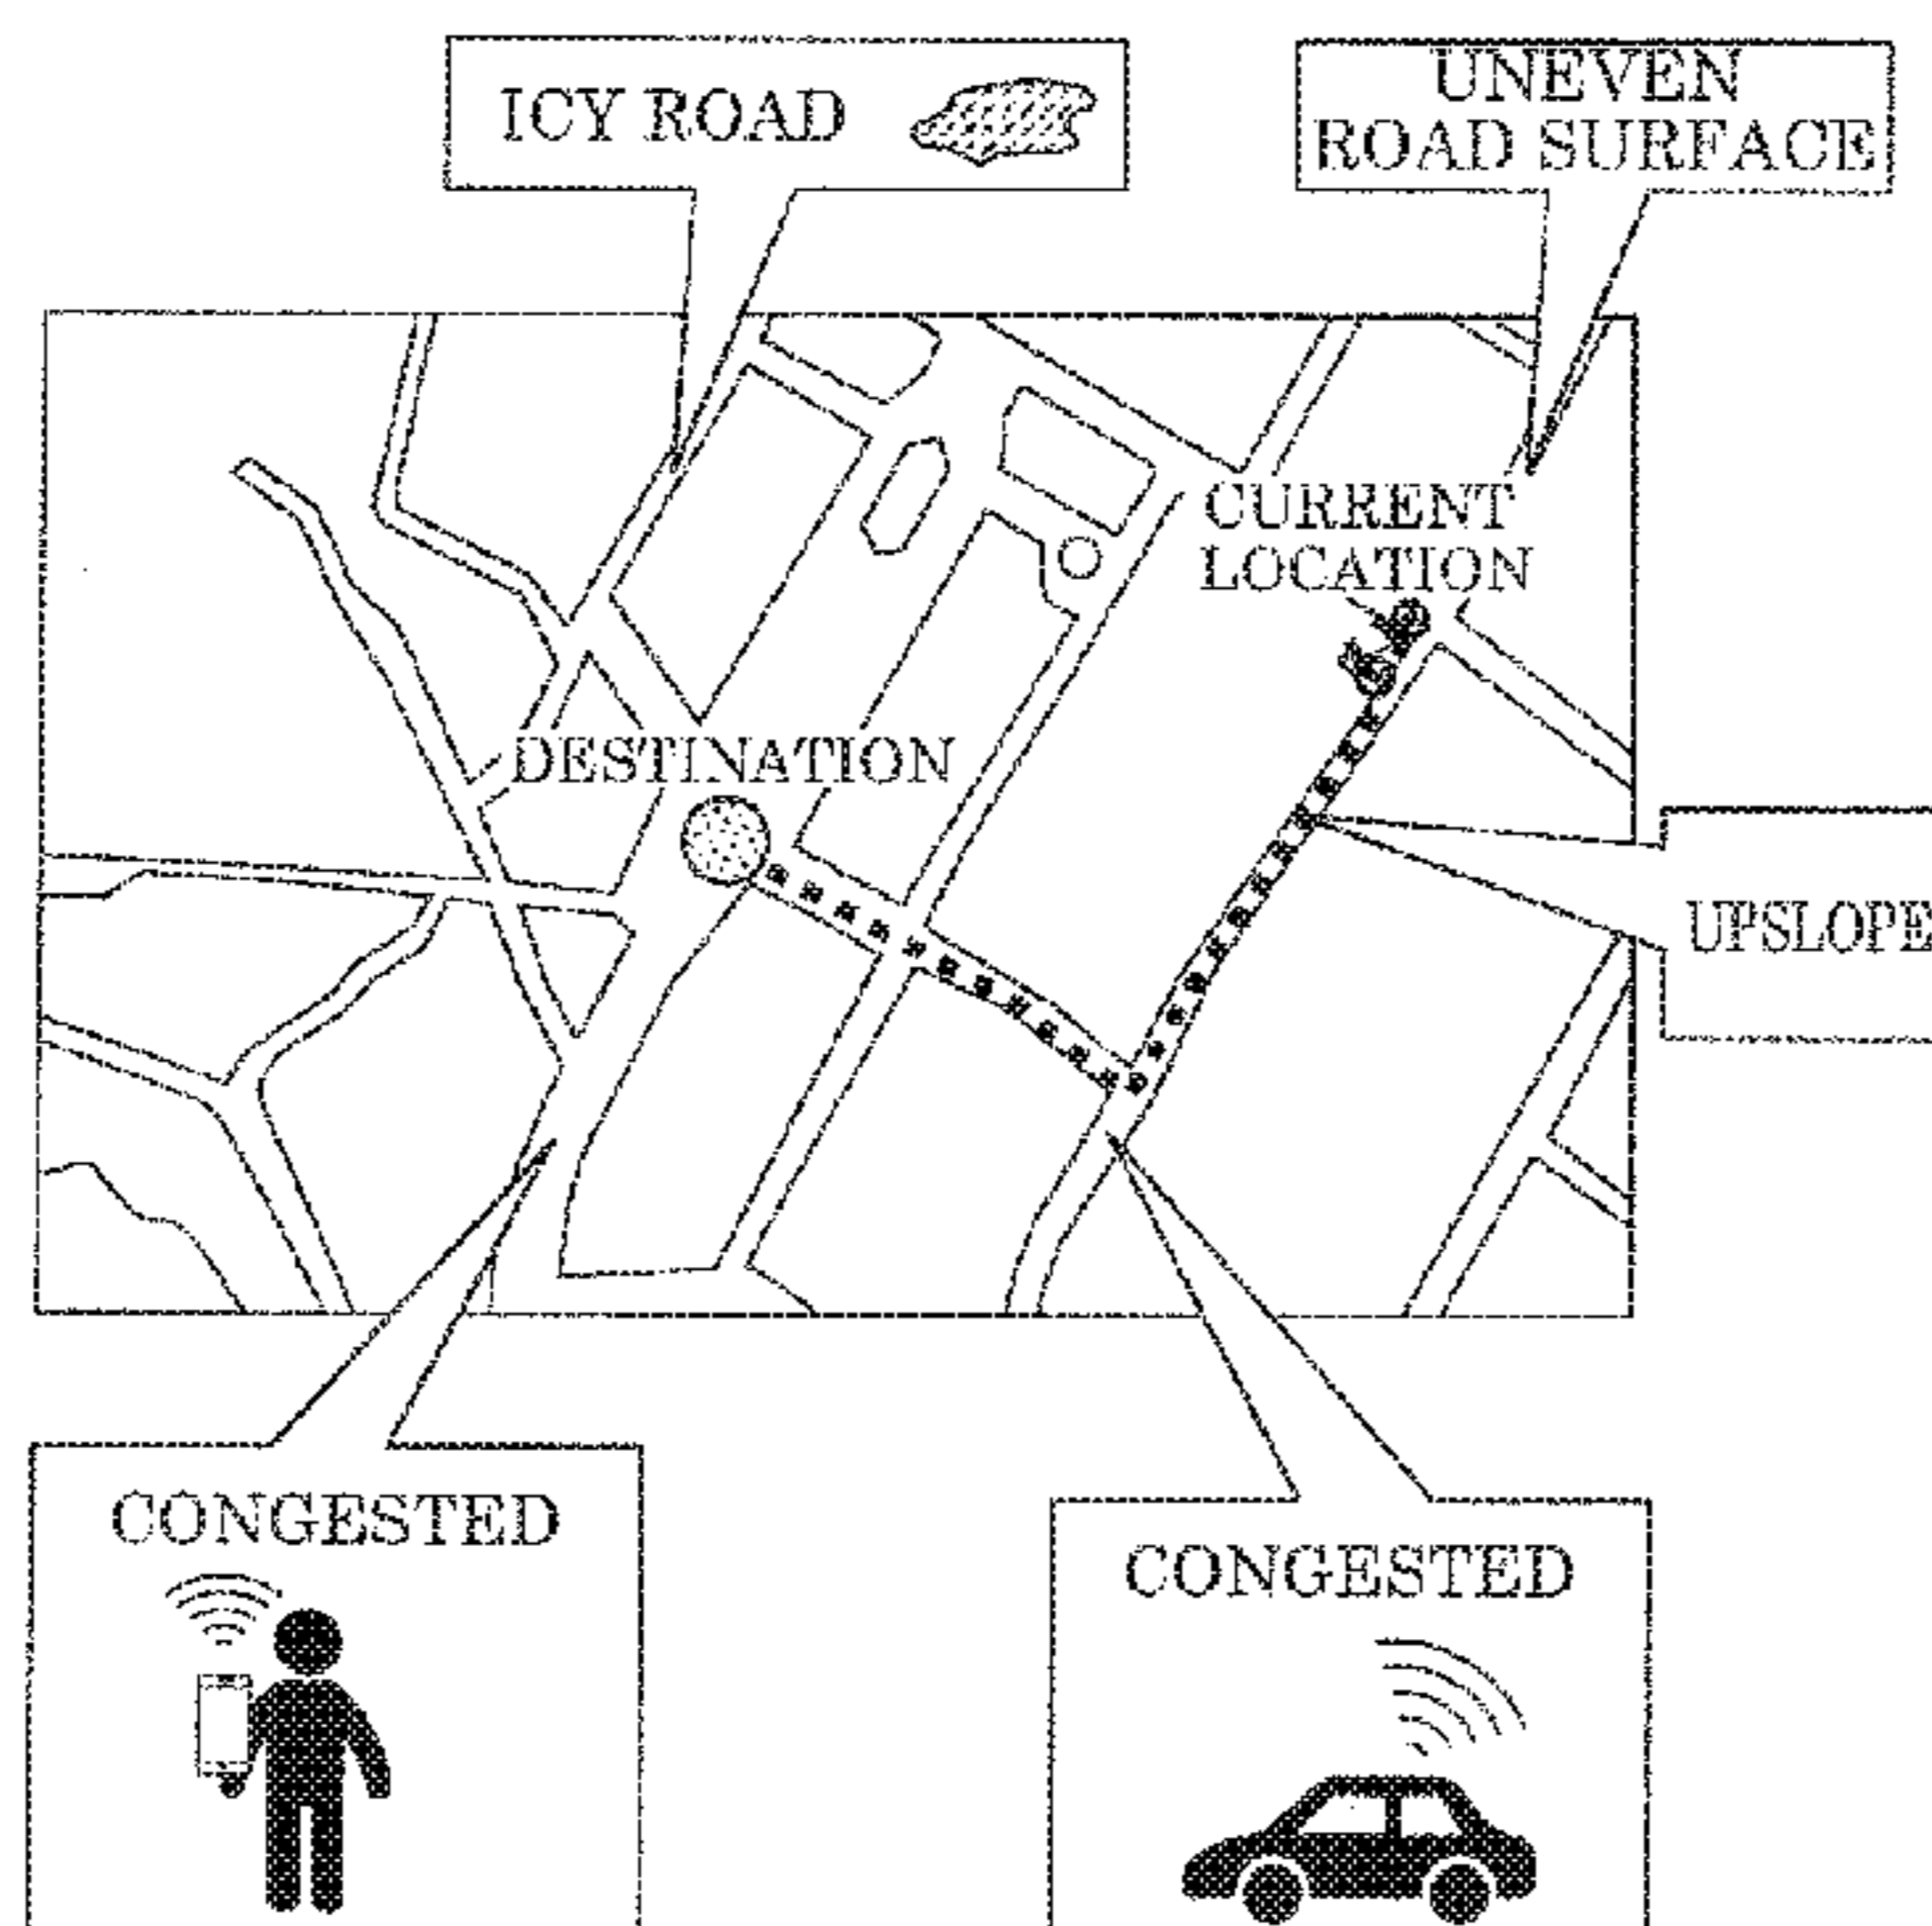 ICY ROAD
UNEVEN
ROAD SURFACE
CURRENT
LOCATION
DESTINATION
UPSLOPE
CONGESTED
CONGESTED